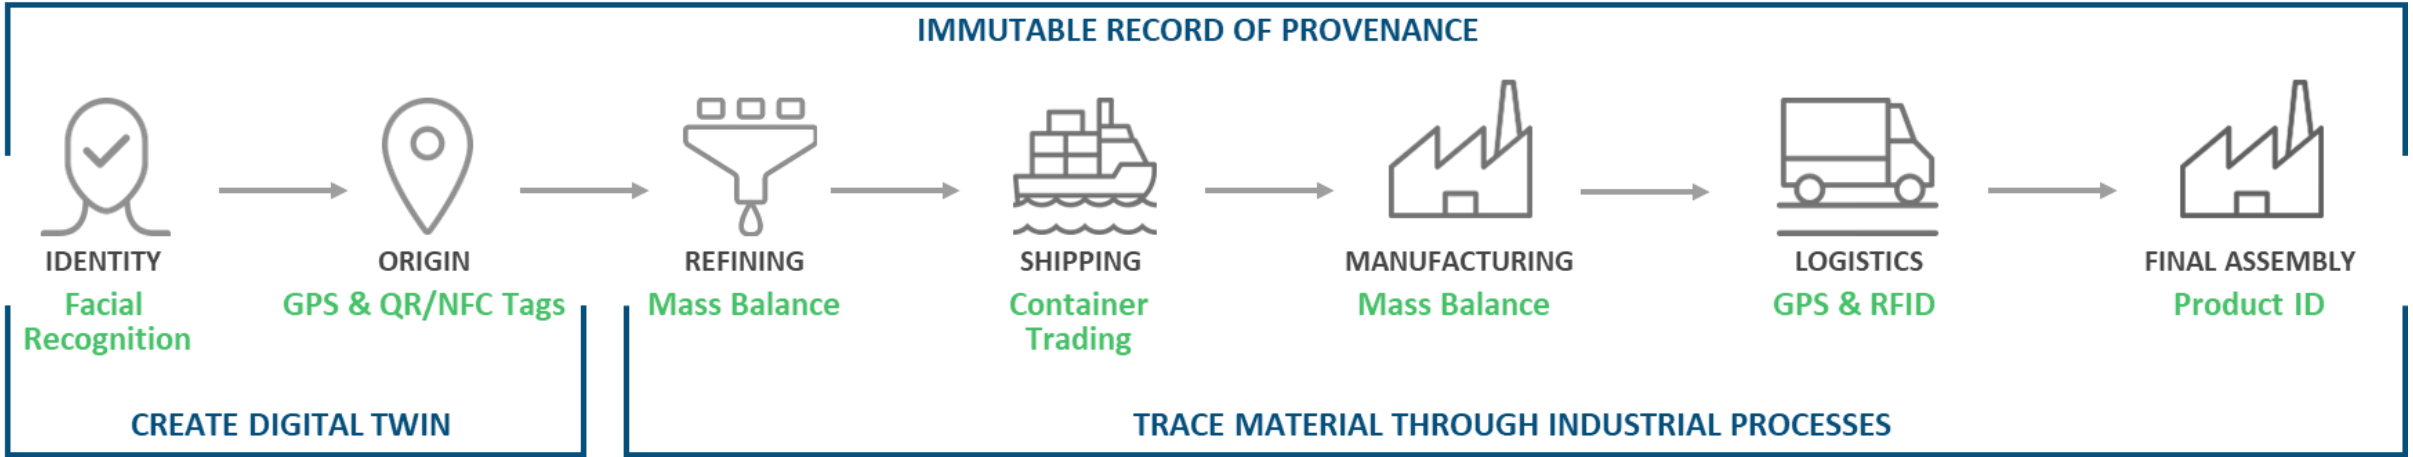 IMMUTABLE RECORD OF PROVENANCE
IDENTITY
Facial
Recognition
ORIGIN
GPS & QR/NFC Tags
REFINING
Mass Balance
SHIPPING
Container
Trading
MANUFACTURING
Mass Balance
LOGISTICS
GPS & RFID
FINAL ASSEMBLY
Product ID
CREATE DIGITAL TWIN
TRACE MATERIAL THROUGH INDUSTRIAL PROCESSES